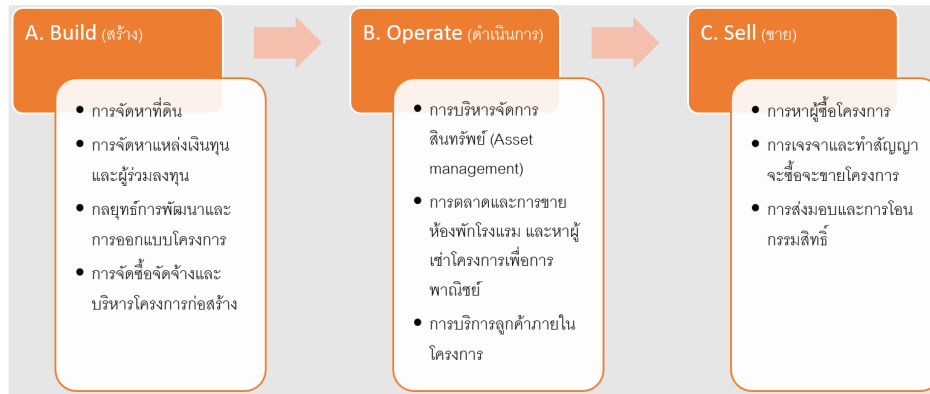 A. Build (สร้าง)
• การจัดหาที่ดิน
• การจัดหาแหล่งเงินทุน
และผู้ร่วมลงทุน
• กลยุทธ์การพัฒนาและ
การออกแบบโครงการ
• การจัดซื้อจัดจ้างและ
บริหารโครงการก่อสร้าง
B. Operate (ดำเนินการ)
• การบริหารจัดการ
สินทรัพย์ (Asset
management)
• การตลาดและการขาย
ห้องพักโรงแรม และหาผู้
เช่าโครงการเพื่อการ
พาณิชย์
• การบริการลูกค้าภายใน
โครงการ
C. Sell (ขาย)
• การหาผู้ซื้อโครงการ
• การเจรจาและทำสัญญา
จะซื้อจะขายโครงการ
• การส่งมอบและการโอน
กรรมสิทธิ์